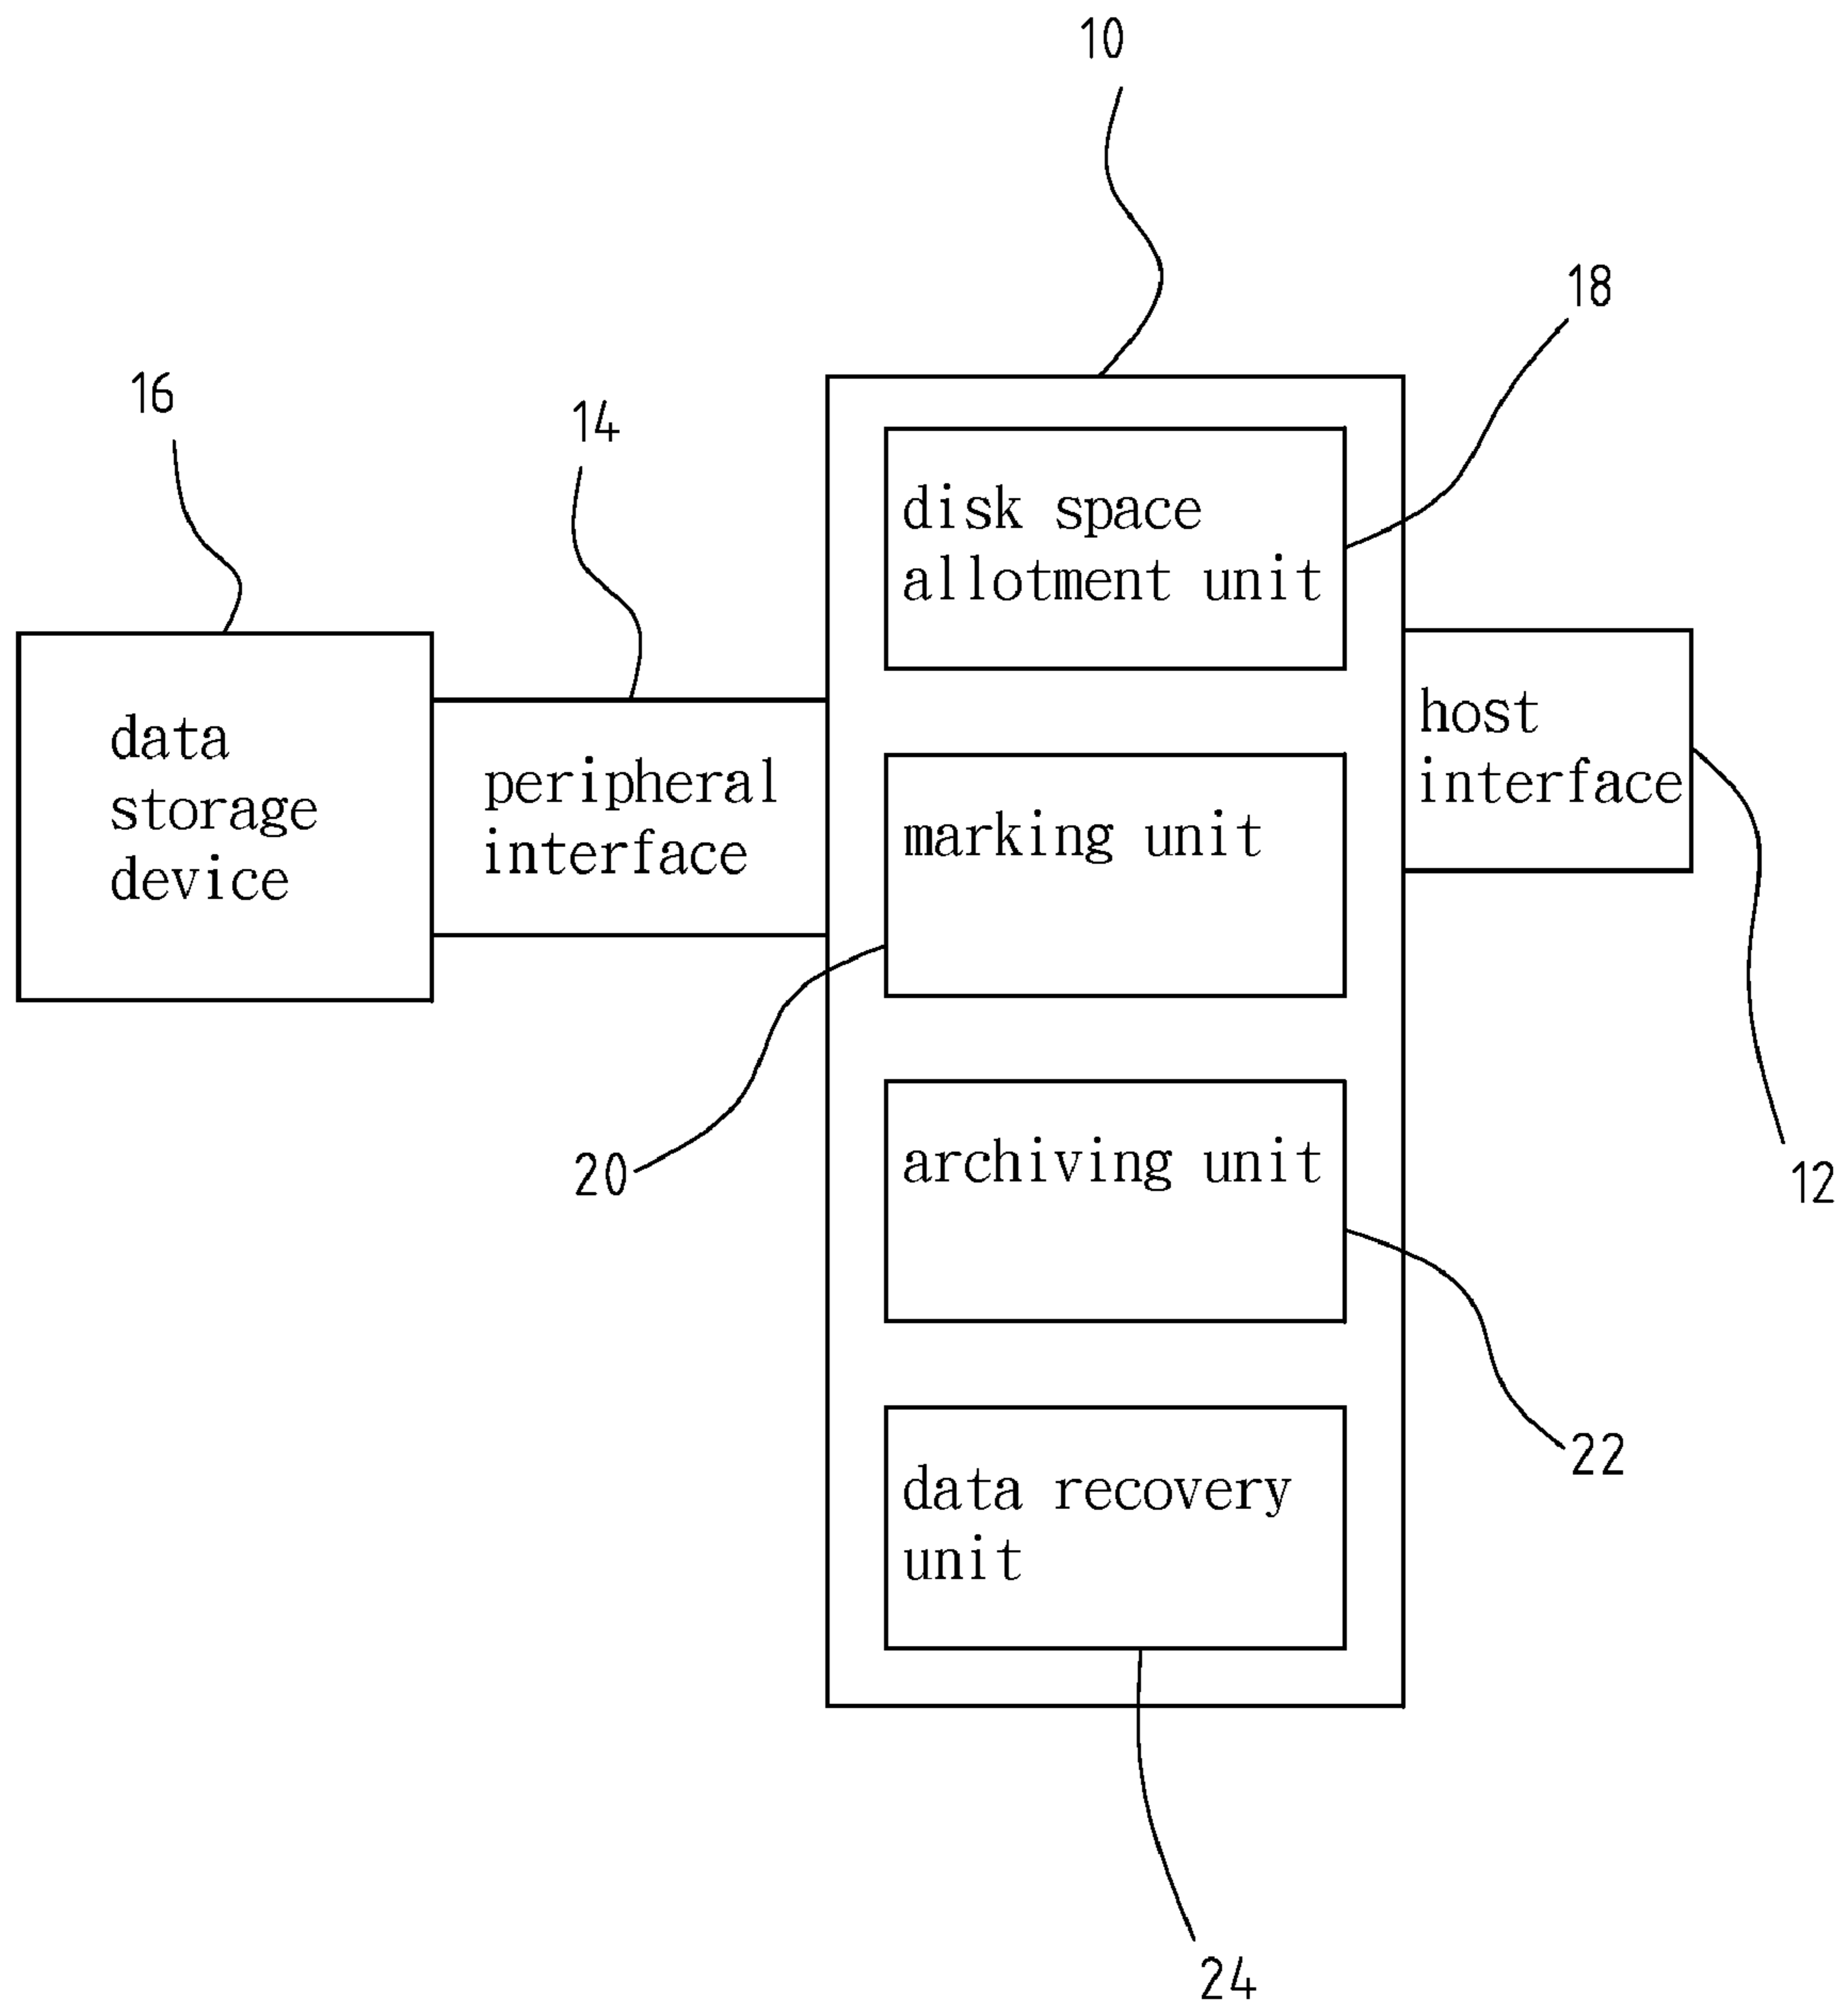 10
18
16
14
disk space
allotment unit
data
storage
device
peripheral
interface
host
interface
marking unit
20
archiving unit
12
22
data recovery
unit
24